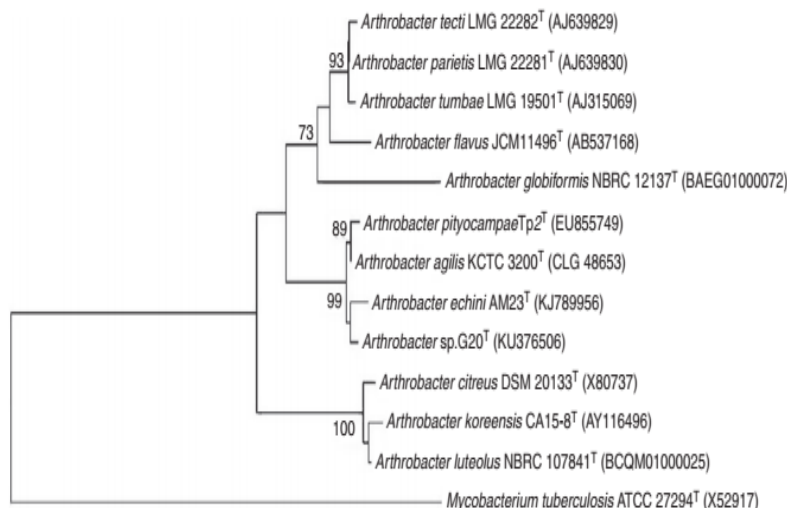 Arthrobacter tecti LMG 22282ᵀ (AJ639829)
93 Arthrobacter parietis LMG 22281ᵀ (AJ639830)
Arthrobacter tumbae LMG 19501ᵀ (AJ315069)
73
Arthrobacter flavus JCM11496ᵀ (AB537168)
Arthrobacter globiformis NBRC 12137ᵀ (BAEG01000072)
Arthrobacter pityocampaeTp2ᵀ (EU855749)
89
Arthrobacter agilis KCTC 3200ᵀ (CLG 48653)
99 Arthrobacter echini AM23ᵀ (KJ789956)
Arthrobacter sp.G20ᵀ (KU376506)
Arthrobacter citreus DSM 20133ᵀ (X80737)
100 Arthrobacter koreensis CA15-8ᵀ (AY116496)
Arthrobacter luteolus NBRC 107841ᵀ (BCQM01000025)
Mycobacterium tuberculosis ATCC 27294ᵀ (X52917)